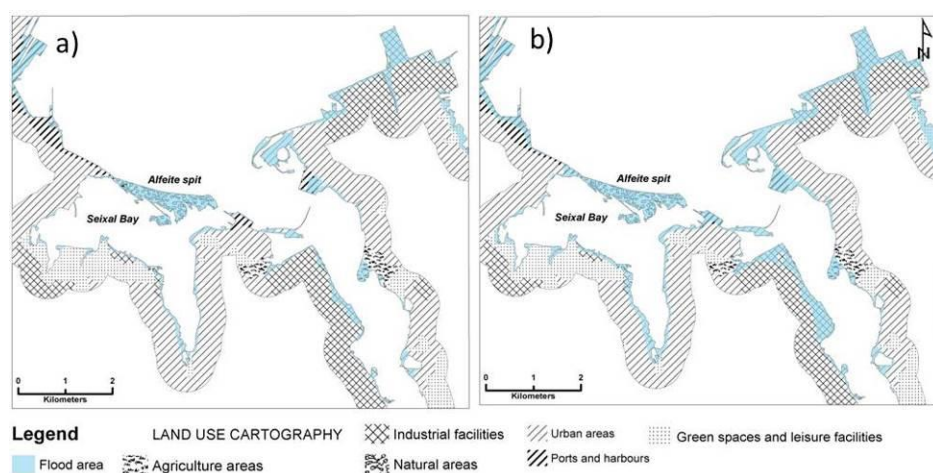 a)
Alfeite spit
Seixal Bay
0 1 2
Kilometers
b)
N
Alfeite spit
Seixal Bay
0 1 2
Kilometers
Legend
LAND USE CARTOGRAPHY
Industrial facilities
Urban areas
Green spaces and leisure facilities
Flood area
Agriculture areas
Natural areas
Ports and harbours